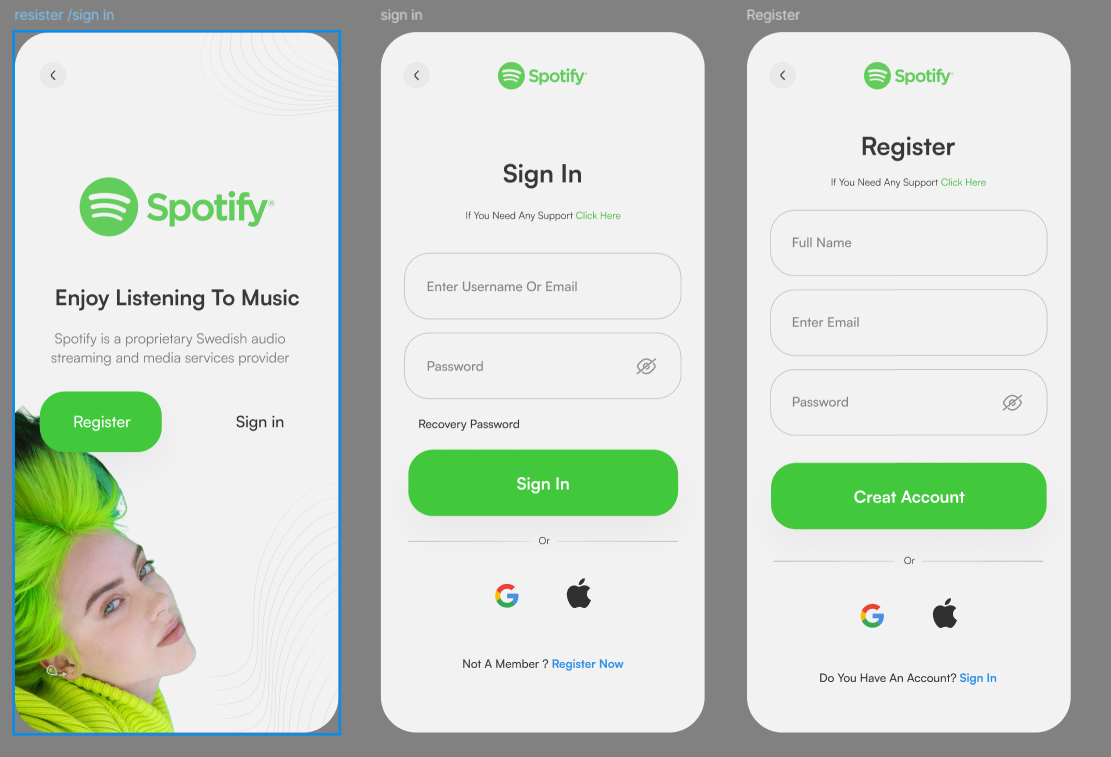 resister /sign in
Spotify®
Enjoy Listening To Music
Spotify is a proprietary Swedish audio
streaming and media services provider
Register
Sign in
sign in
Spotify
Sign In
If You Need Any Support Click Here
Enter Username Or Email
Password
Recovery Password
Sign In
Or
Not A Member ? Register Now
Register
Spotify
Register
If You Need Any Support Click Here
Full Name
Enter Email
Password
Creat Account
Or
Do You Have An Account? Sign In